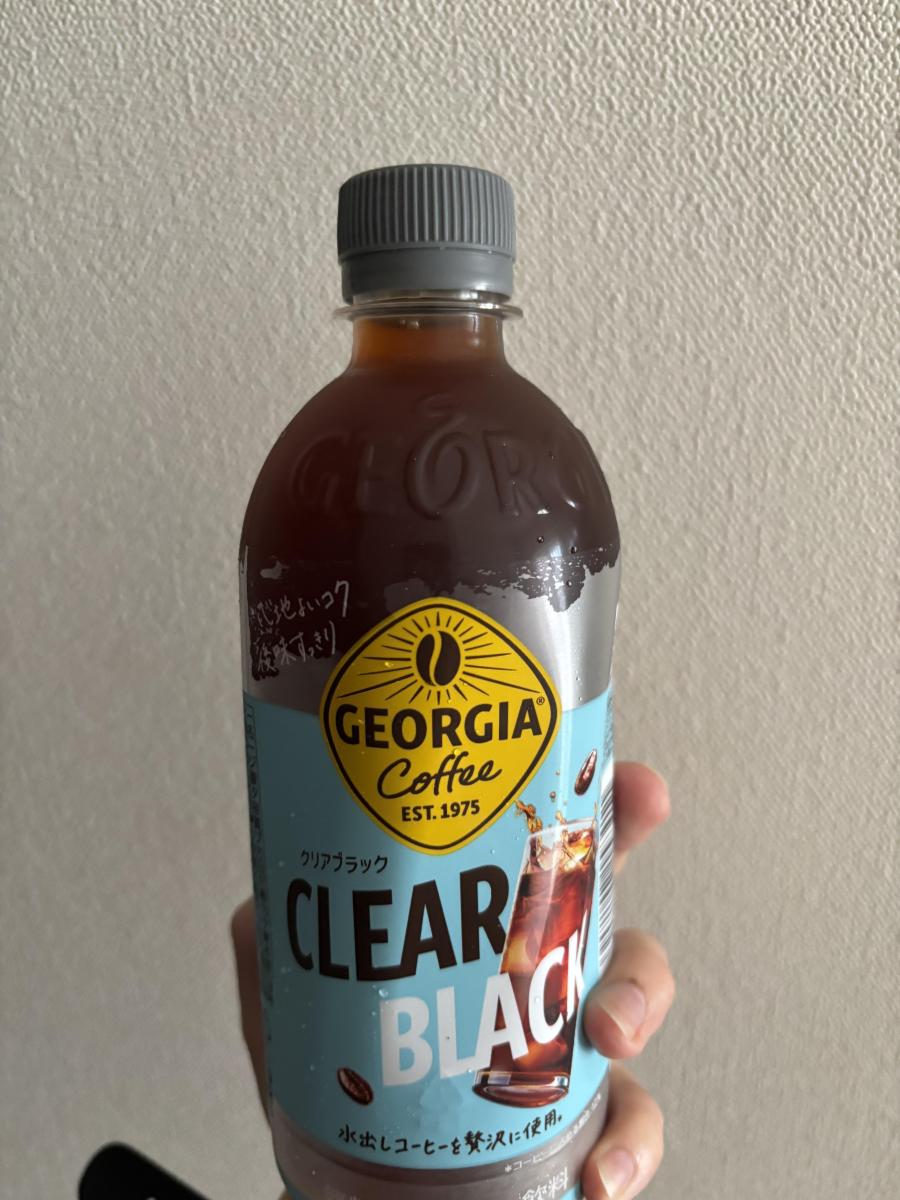 GEORGI
心地よいコク
後味すっきり
GEORGIA®
Coffee
EST. 1975
クリアブラック
CLEAR
BLACK
水出しコーヒーを贅沢に使用。